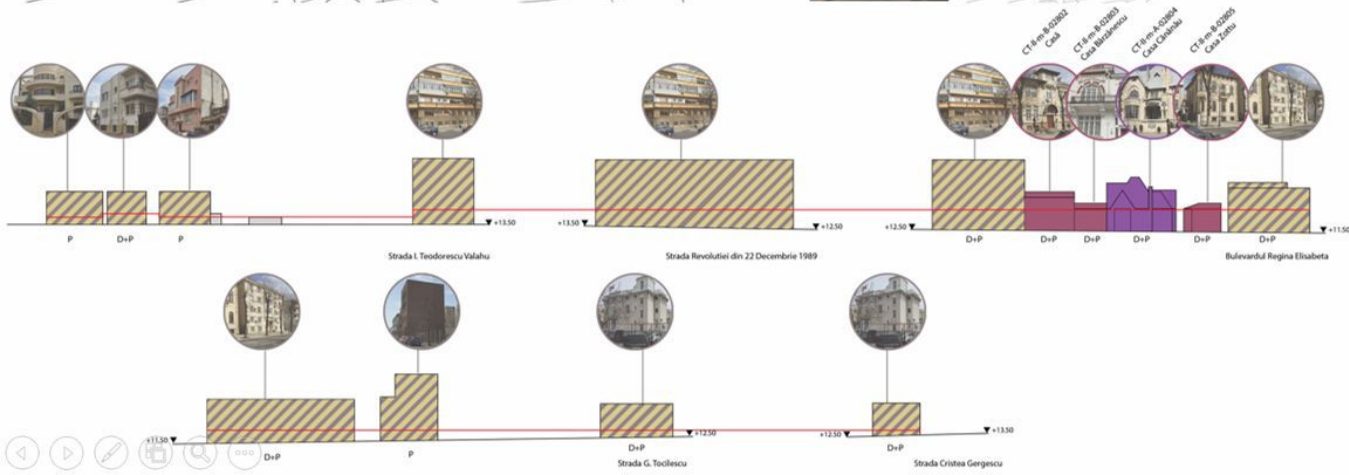 CT-II-m-B-02802
Casă
CT-II-m-B-02803
Casa Bârzănescu
CT-II-m-A-02804
Casa Cănănău
CT-II-m-B-02805
Casa Zottu
+13.50
+13.50
+12.50
+12.50
+11.50
P
D+P
P
D+P
D+P
D+P
D+P
D+P
D+P
Strada I. Teodorescu Valahu
Strada Revolutiei din 22 Decembrie 1989
Bulevardul Regina Elisabeta
+11.50
+12.50
+12.50
+13.50
D+P
P
D+P
D+P
Strada G. Tocilescu
Strada Cristea Gergescu